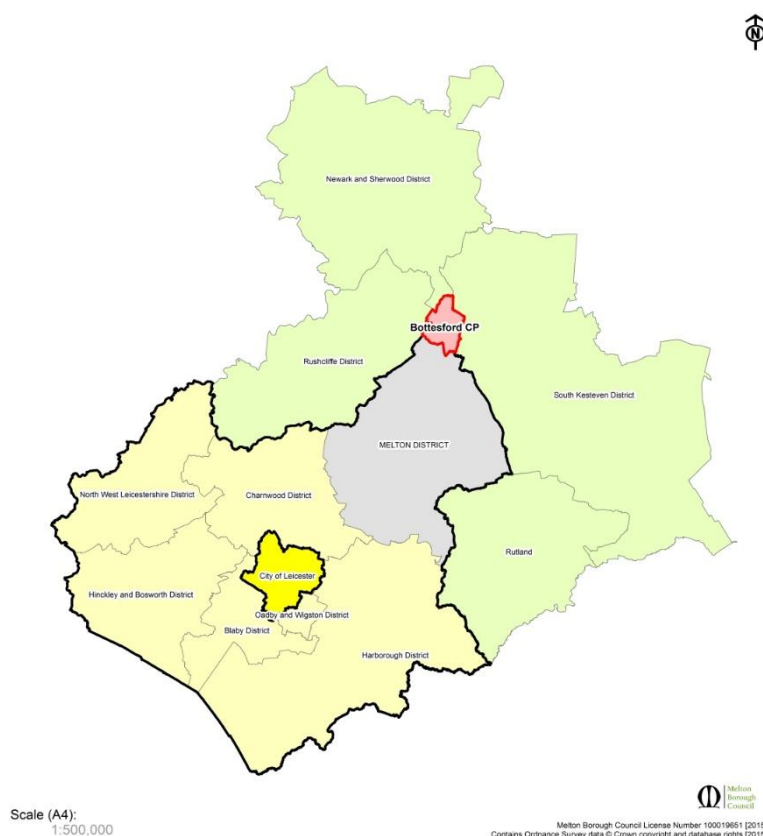 N
Newark and Sherwood District
Bottesford CP
Rushcliffe District
South Kesteven District
MELTON DISTRICT
North West Leicestershire District
Charnwood District
Rutland
City of Leicester
Hinckley and Bosworth District
Oadby and Wigston District
Blaby District
Harborough District
Melton
Borough
Council
Scale (A4):
1:500,000
Melton Borough Council License Number 100019651 [2015
Contains Ordnance Survey data © Crown copyright and database rights [2015